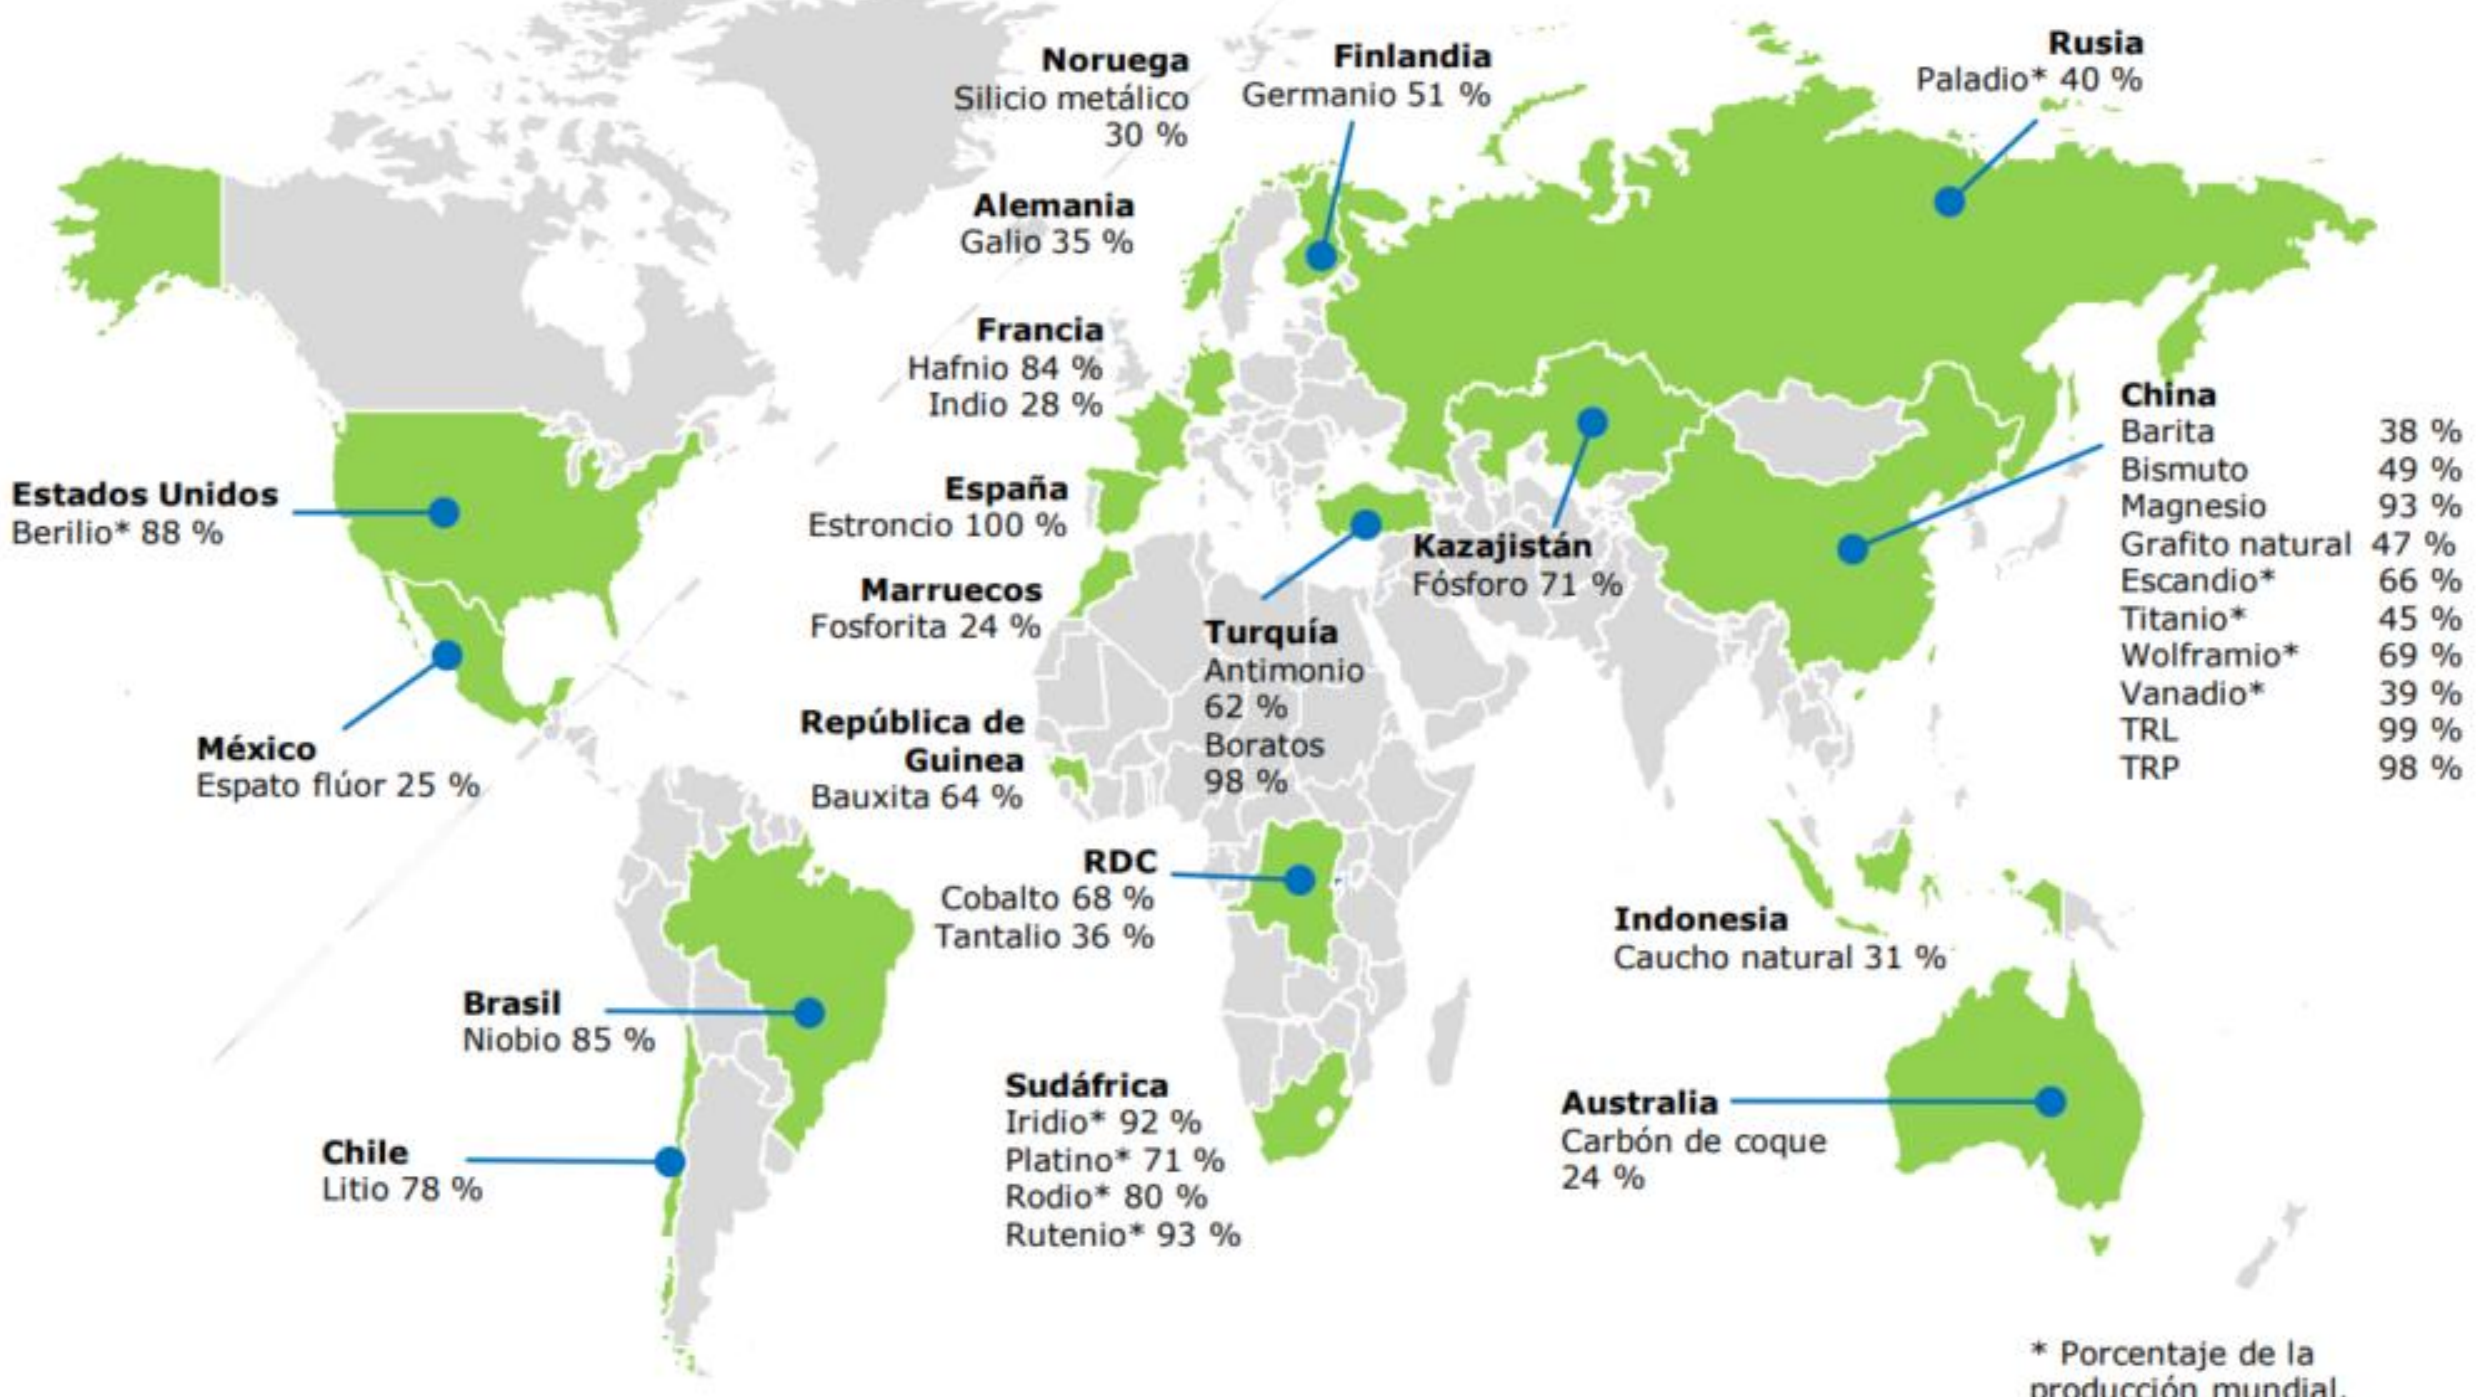 Noruega
Silicio metálico
30 %
Finlandia
Germanio 51 %
Rusia
Paladio* 40 %
Alemania
Galio 35 %
Francia
Hafnio 84 %
Indio 28 %
China
Barita 38 %
Bismuto 49 %
Magnesio 93 %
Grafito natural 47 %
Escandio* 66 %
Titanio* 45 %
Wolframio* 69 %
Vanadio* 39 %
TRL 99 %
TRP 98 %
Estados Unidos
Berilio* 88 %
España
Estroncio 100 %
Kazajistán
Fósforo 71 %
Marruecos
Fosforita 24 %
Turquía
Antimonio
62 %
Boratos
98 %
México
Espato flúor 25 %
República de
Guinea
Bauxita 64 %
RDC
Cobalto 68 %
Tantalio 36 %
Indonesia
Caucho natural 31 %
Brasil
Niobio 85 %
Sudáfrica
Iridio* 92 %
Platino* 71 %
Rodio* 80 %
Rutenio* 93 %
Australia
Carbón de coque
24 %
Chile
Litio 78 %
* Porcentaje de la
producción mundial.